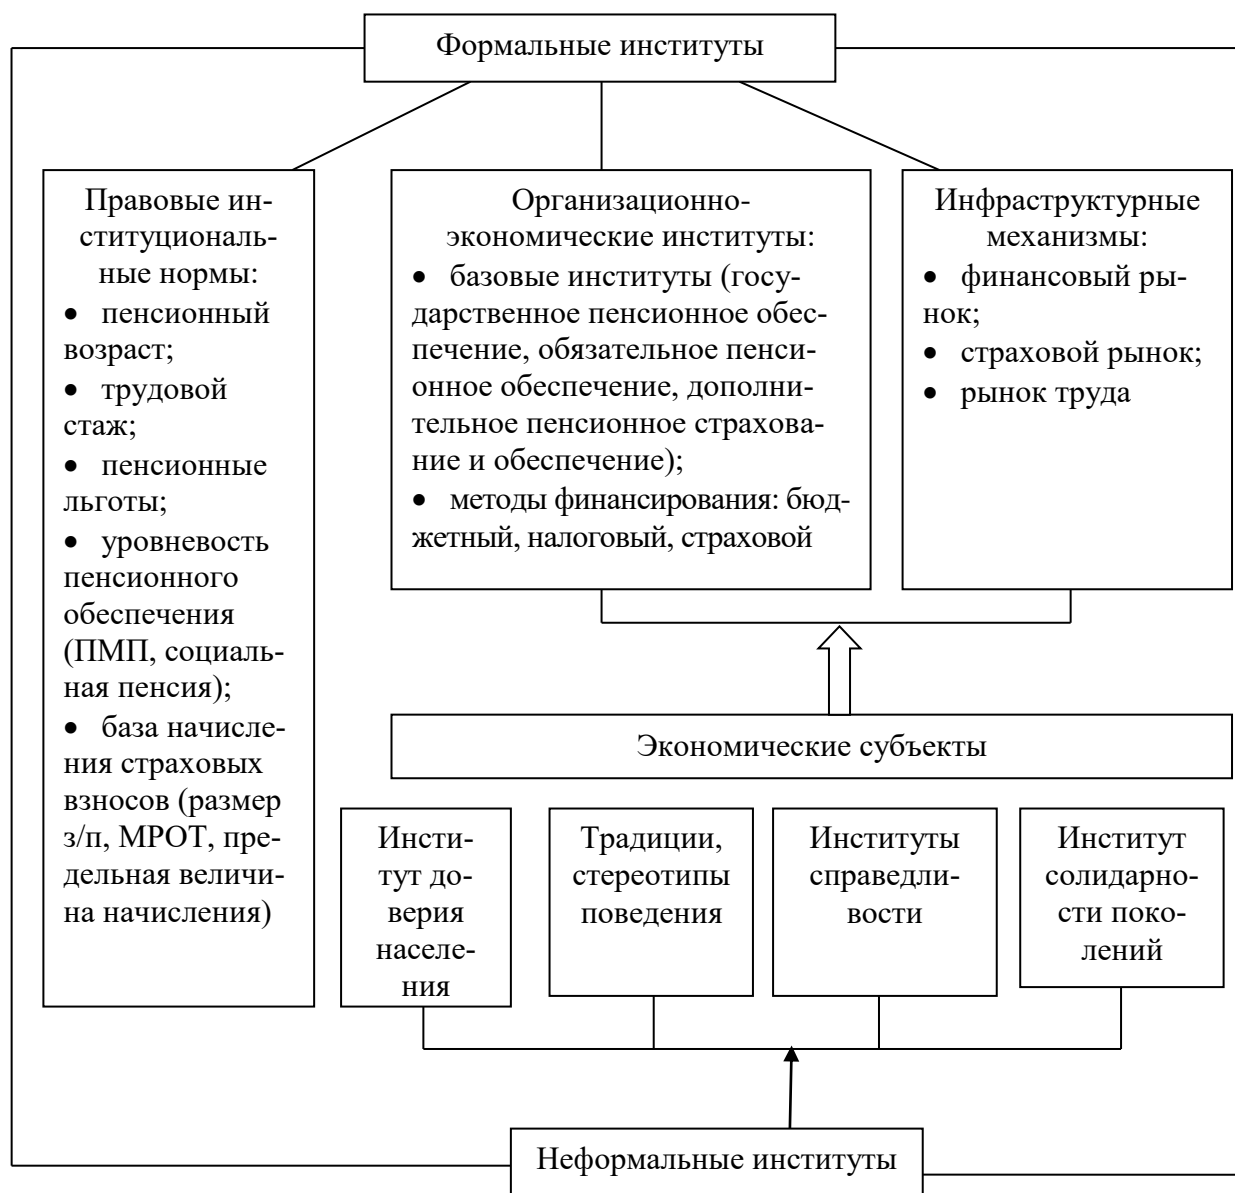 Формальные институты
Правовые ин-
ституциональ-
ные нормы:
• пенсионный
возраст;
• трудовой
стаж;
• пенсионные
льготы;
• уровневость
пенсионного
обеспечения
(ПМП, социаль-
ная пенсия);
• база начисле-
ния страховых
взносов (размер
з/п, МРОТ, пре-
дельная величи-
на начисления)
Организационно-
экономические институты:
• базовые институты (госу-
дарственное пенсионное обес-
печение, обязательное пенси-
онное обеспечение, дополни-
тельное пенсионное страхова-
ние и обеспечение);
• методы финансирования: бюд-
жетный, налоговый, страховой
Инфраструктурные
механизмы:
• финансовый ры-
нок;
• страховой рынок;
• рынок труда
Экономические субъекты
Инсти-
тут до-
верия
населе-
ния
Традиции,
стереотипы
поведения
Институты
справедли-
вости
Институт
солидарно-
сти поко-
лений
Неформальные институты